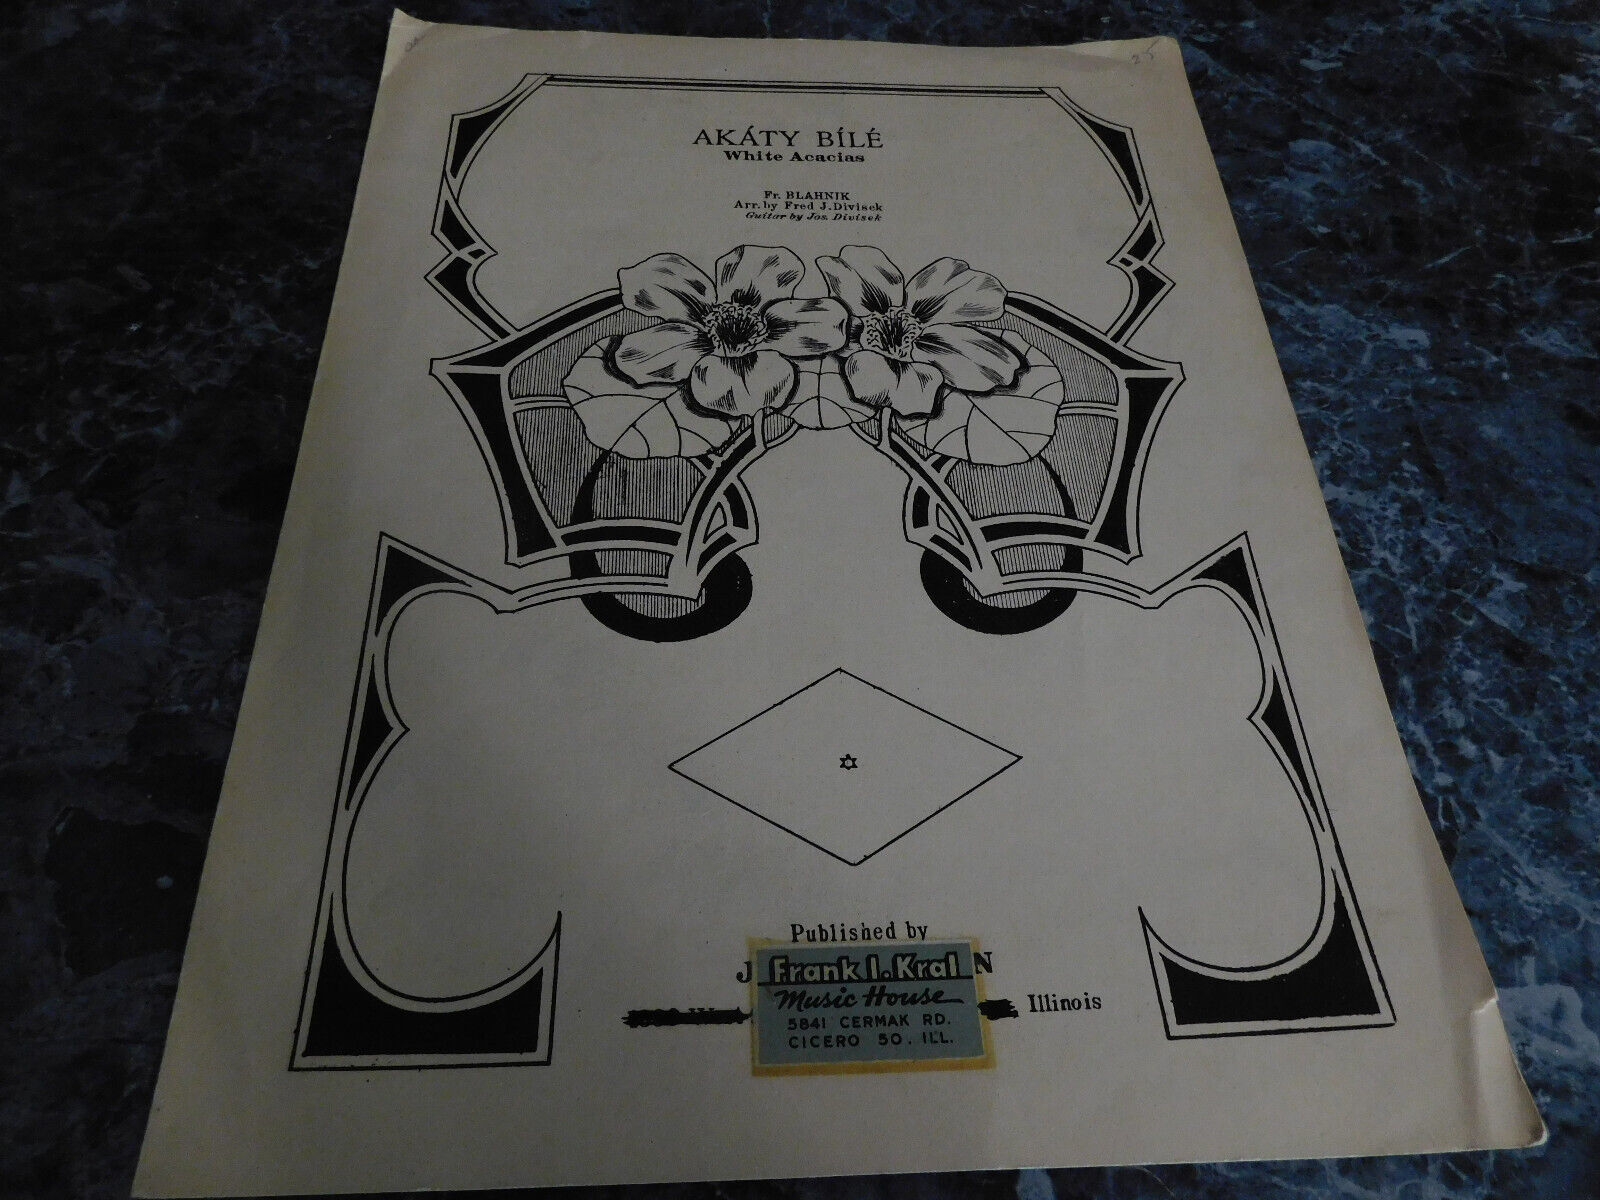 25
AKÁTY BÍLÉ
White Acacias
Fr. BLAHNIK
Arr. by Fred J. Divisek
Guitar by Jos. Divisek
Published by
J N
Frank I. Kral
Music House
5841 CERMAK RD.
CICERO 50, ILL.
Illinois